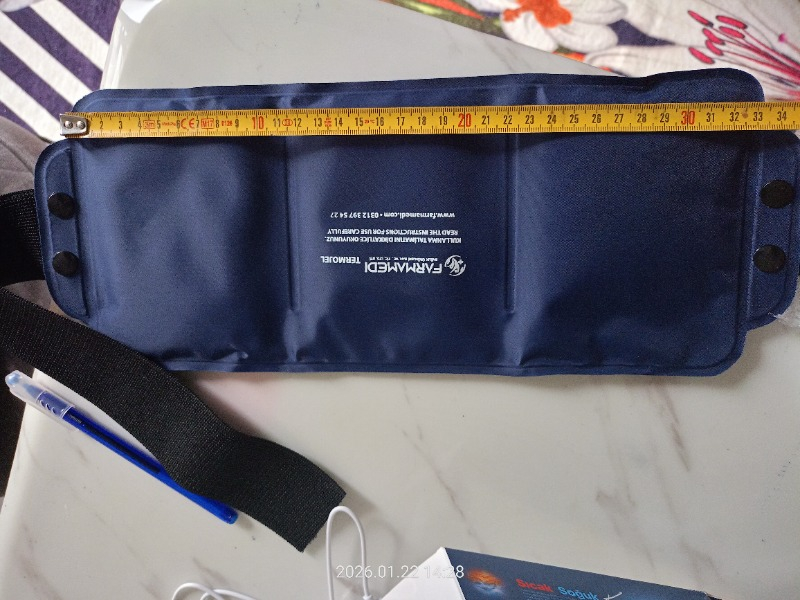 1 2 3 4 5 6 7 8 9 10 11 12 13 14 15 16 17 18 19 20 21 22 23 24 25 26 27 28 29 30 31 32 33 34
FARMAMEDI
TERMOJEL
KULLANMA TALİMATINI DİKKATLİCE OKUYUNUZ.
READ THE INSTRUCTIONS FOR USE CAREFULLY
www.farmamedi.com • 0312 397 54 27
Sıcak Soğuk
2026.01.22 14:28